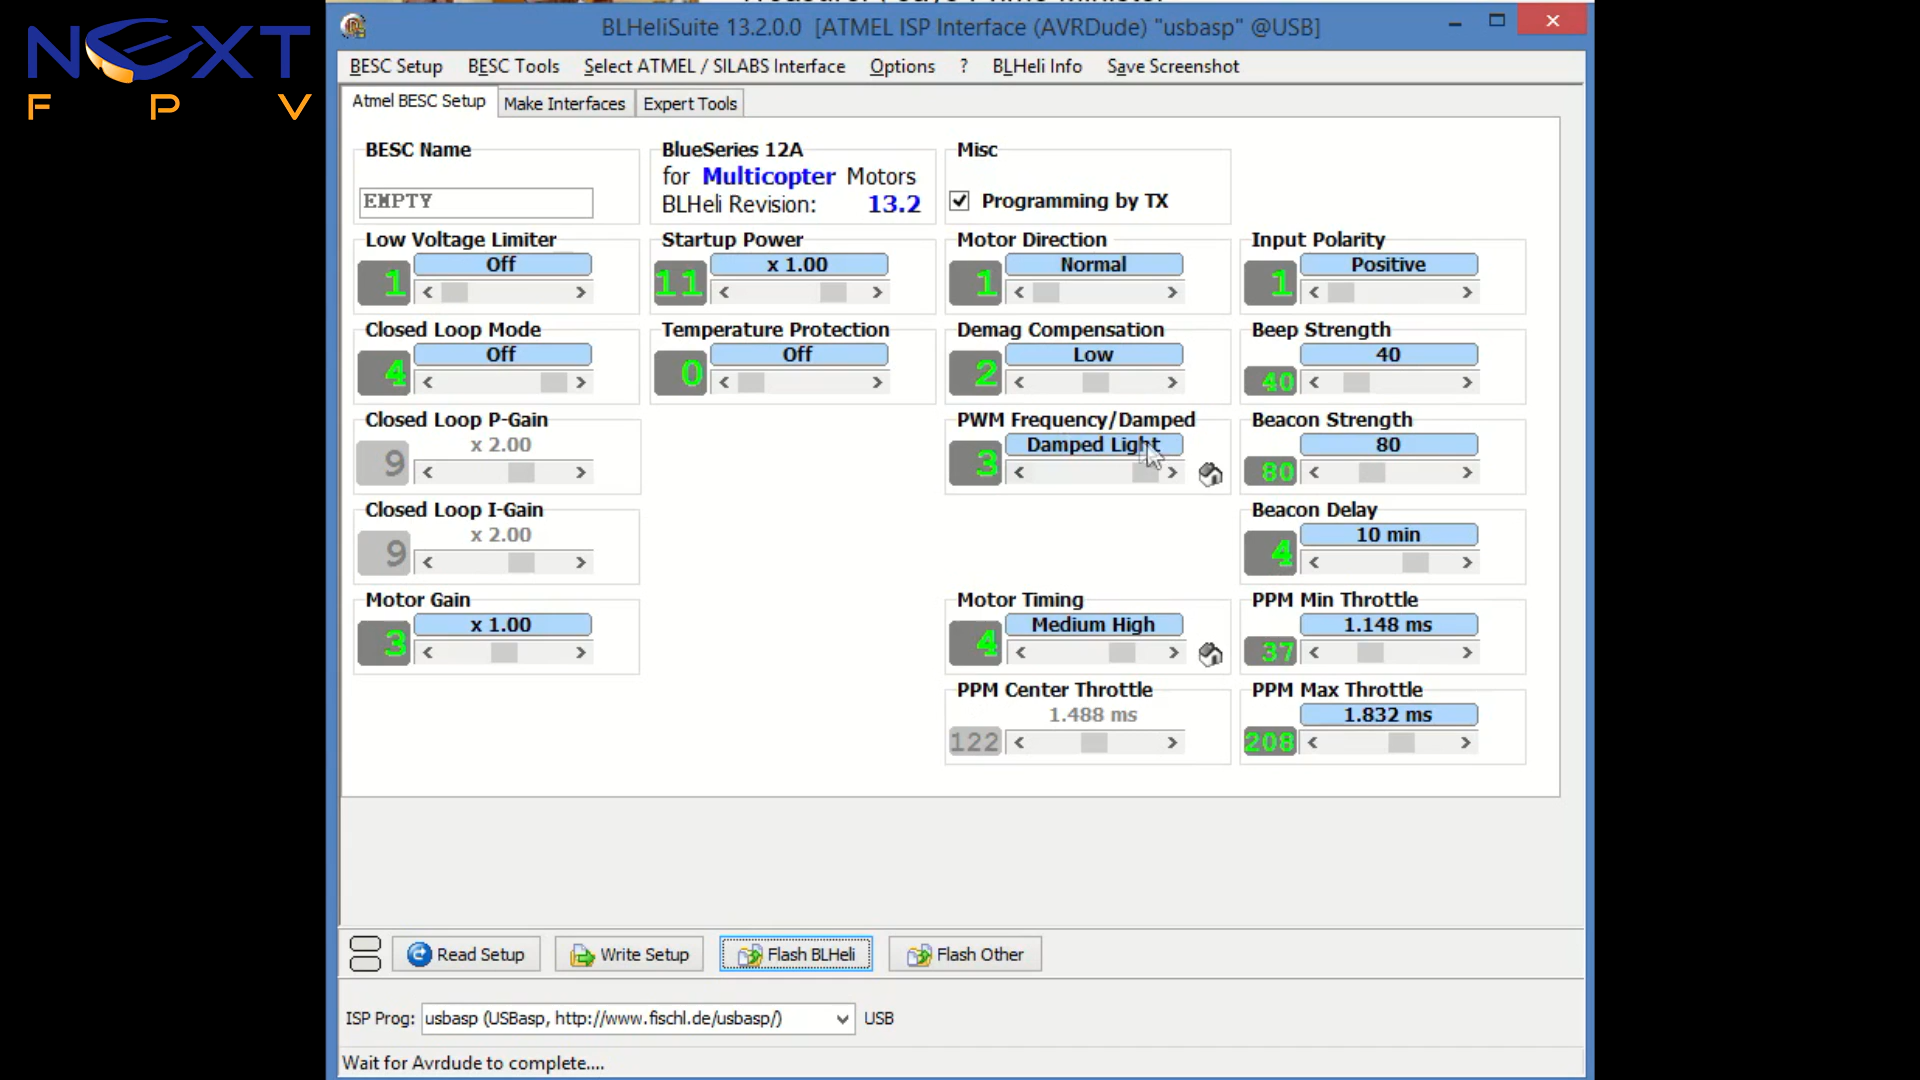 NEXT
FPV
BLHeliSuite 13.2.0.0 [ATMEL ISP Interface (AVRDude) "usbasp" @USB]
BESC Setup BESC Tools Select ATMEL / SILABS Interface Options ? BLHeli Info Save Screenshot
Atmel BESC Setup Make Interfaces Expert Tools
BESC Name
EMPTY
BlueSeries 12A
for Multicopter Motors
BLHeli Revision: 13.2
Misc
Programming by TX
Low Voltage Limiter
Off
1
Startup Power
x 1.00
11
Motor Direction
Normal
1
Input Polarity
Positive
1
Closed Loop Mode
Off
4
Temperature Protection
Off
0
Demag Compensation
Low
2
Beep Strength
40
40
Closed Loop P-Gain
x 2.00
9
PWM Frequency/Damped
Damped Light
3
Beacon Strength
80
80
Closed Loop I-Gain
x 2.00
9
Beacon Delay
10 min
4
Motor Gain
x 1.00
3
Motor Timing
Medium High
4
PPM Min Throttle
1.148 ms
37
PPM Center Throttle
1.488 ms
122
PPM Max Throttle
1.832 ms
208
Read Setup Write Setup Flash BLHeli Flash Other
ISP Prog: usbasp (USBasp, http://www.fischl.de/usbasp/) USB
Wait for Avrdude to complete....